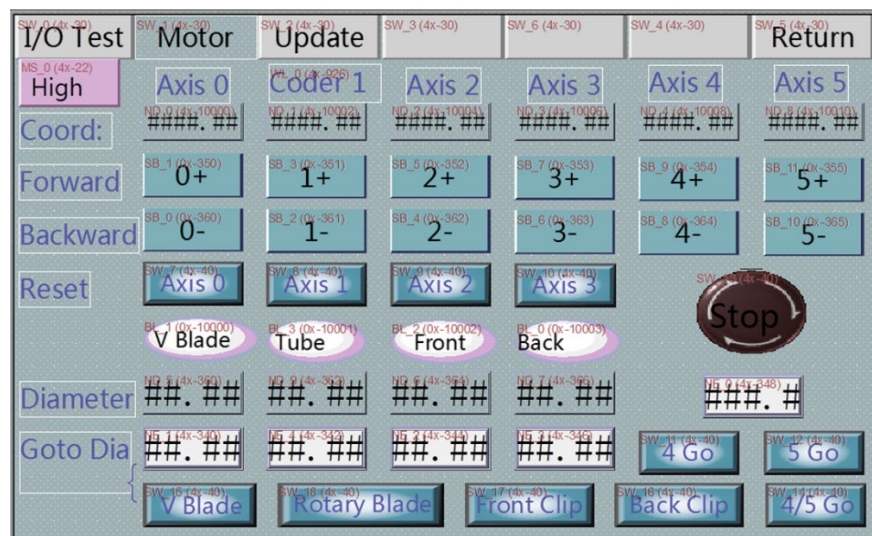 SW_0 (4x-30) SW_1 (4x-30) SW_2 (4x-30) SW_3 (4x-30) SW_6 (4x-30) SW_4 (4x-30) SW_5 (4x-30)
I/O Test Motor Update Return
MS_0 (4x-22) WL_0 (4x-926)
High Axis 0 Coder 1 Axis 2 Axis 3 Axis 4 Axis 5
ND_0 (4x-10000) ND_1 (4x-10002) ND_2 (4x-10004) ND_3 (4x-10006) ND_4 (4x-10008) ND_8 (4x-10010)
Coord: ####.## ####.## ####.## ####.## ####.## ####.##
SB_1 (0x-350) SB_3 (0x-351) SB_5 (0x-352) SB_7 (0x-353) SB_9 (0x-354) SB_11 (0x-355)
Forward 0+ 1+ 2+ 3+ 4+ 5+
SB_0 (0x-360) SB_2 (0x-361) SB_4 (0x-362) SB_6 (0x-363) SB_8 (0x-364) SB_10 (0x-365)
Backward 0- 1- 2- 3- 4- 5-
SW_7 (4x-40) SW_8 (4x-40) SW_9 (4x-40) SW_10 (4x-40)
Reset Axis 0 Axis 1 Axis 2 Axis 3 Stop
BL_1 (0x-10000) BL_3 (0x-10001) BL_2 (0x-10002) BL_0 (0x-10003)
V Blade Tube Front Back
ND_5 (4x-360) ND_9 (4x-362) ND_6 (4x-364) ND_7 (4x-366) NE_0 (4x-348)
Diameter ##.## ##.## ##.## ##.## ###.#
NE_1 (4x-340) NE_4 (4x-342) NE_2 (4x-344) NE_3 (4x-346) SW_11 (4x-40) SW_12 (4x-40)
Goto Dia ##.## ##.## ##.## ##.## 4 Go 5 Go
SW_15 (4x-40) SW_18 (4x-40) SW_17 (4x-40) SW_16 (4x-40) SW_14 (4x-40)
{ V Blade Rotary Blade Front Clip Back Clip 4/5 Go